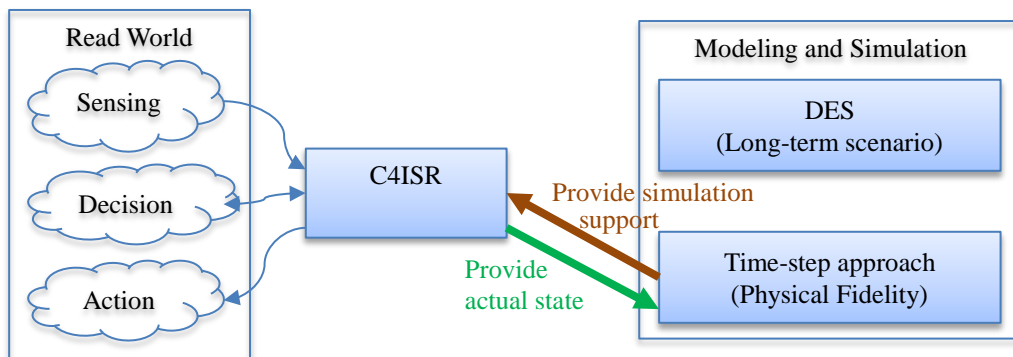 Read World
Sensing
Decision
Action
C4ISR
Provide simulation
support
Provide
actual state
Modeling and Simulation
DES
(Long-term scenario)
Time-step approach
(Physical Fidelity)